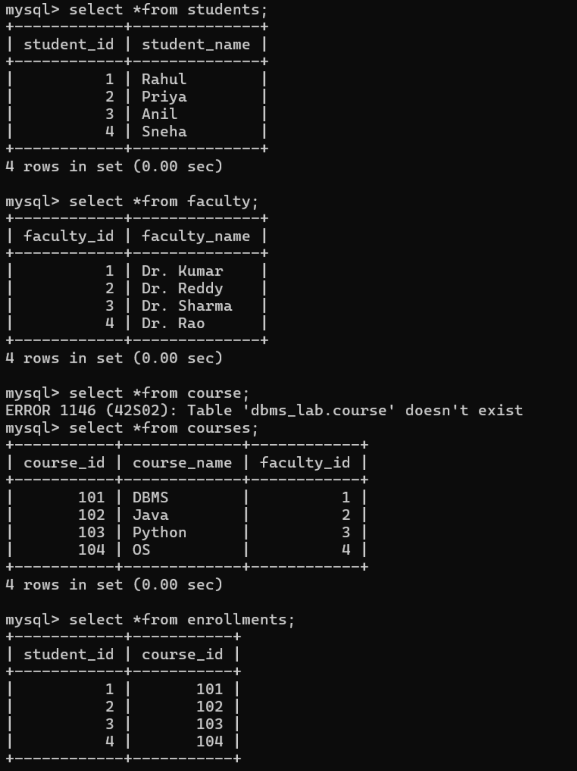 mysql> select *from students;
+------------+--------------+
| student_id | student_name |
+------------+--------------+
|          1 | Rahul        |
|          2 | Priya        |
|          3 | Anil         |
|          4 | Sneha        |
+------------+--------------+
4 rows in set (0.00 sec)

mysql> select *from faculty;
+------------+--------------+
| faculty_id | faculty_name |
+------------+--------------+
|          1 | Dr. Kumar    |
|          2 | Dr. Reddy    |
|          3 | Dr. Sharma   |
|          4 | Dr. Rao      |
+------------+--------------+
4 rows in set (0.00 sec)

mysql> select *from course;
ERROR 1146 (42S02): Table 'dbms_lab.course' doesn't exist
mysql> select *from courses;
+-----------+-------------+------------+
| course_id | course_name | faculty_id |
+-----------+-------------+------------+
|       101 | DBMS        |          1 |
|       102 | Java        |          2 |
|       103 | Python      |          3 |
|       104 | OS          |          4 |
+-----------+-------------+------------+
4 rows in set (0.00 sec)

mysql> select *from enrollments;
+------------+-----------+
| student_id | course_id |
+------------+-----------+
|          1 |       101 |
|          2 |       102 |
|          3 |       103 |
|          4 |       104 |
+------------+-----------+